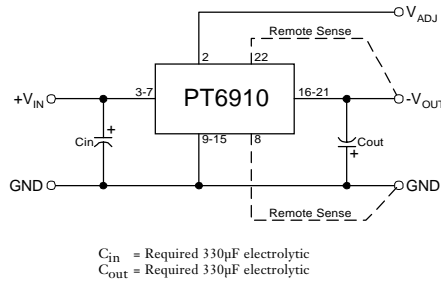 V_ADJ
Remote Sense
2
22
+V_IN
3-7
PT6910
16-21
-V_OUT
Cin
+
9-15
8
Cout
+
GND
GND
Remote Sense
C_in = Required 330µF electrolytic
C_out = Required 330µF electrolytic